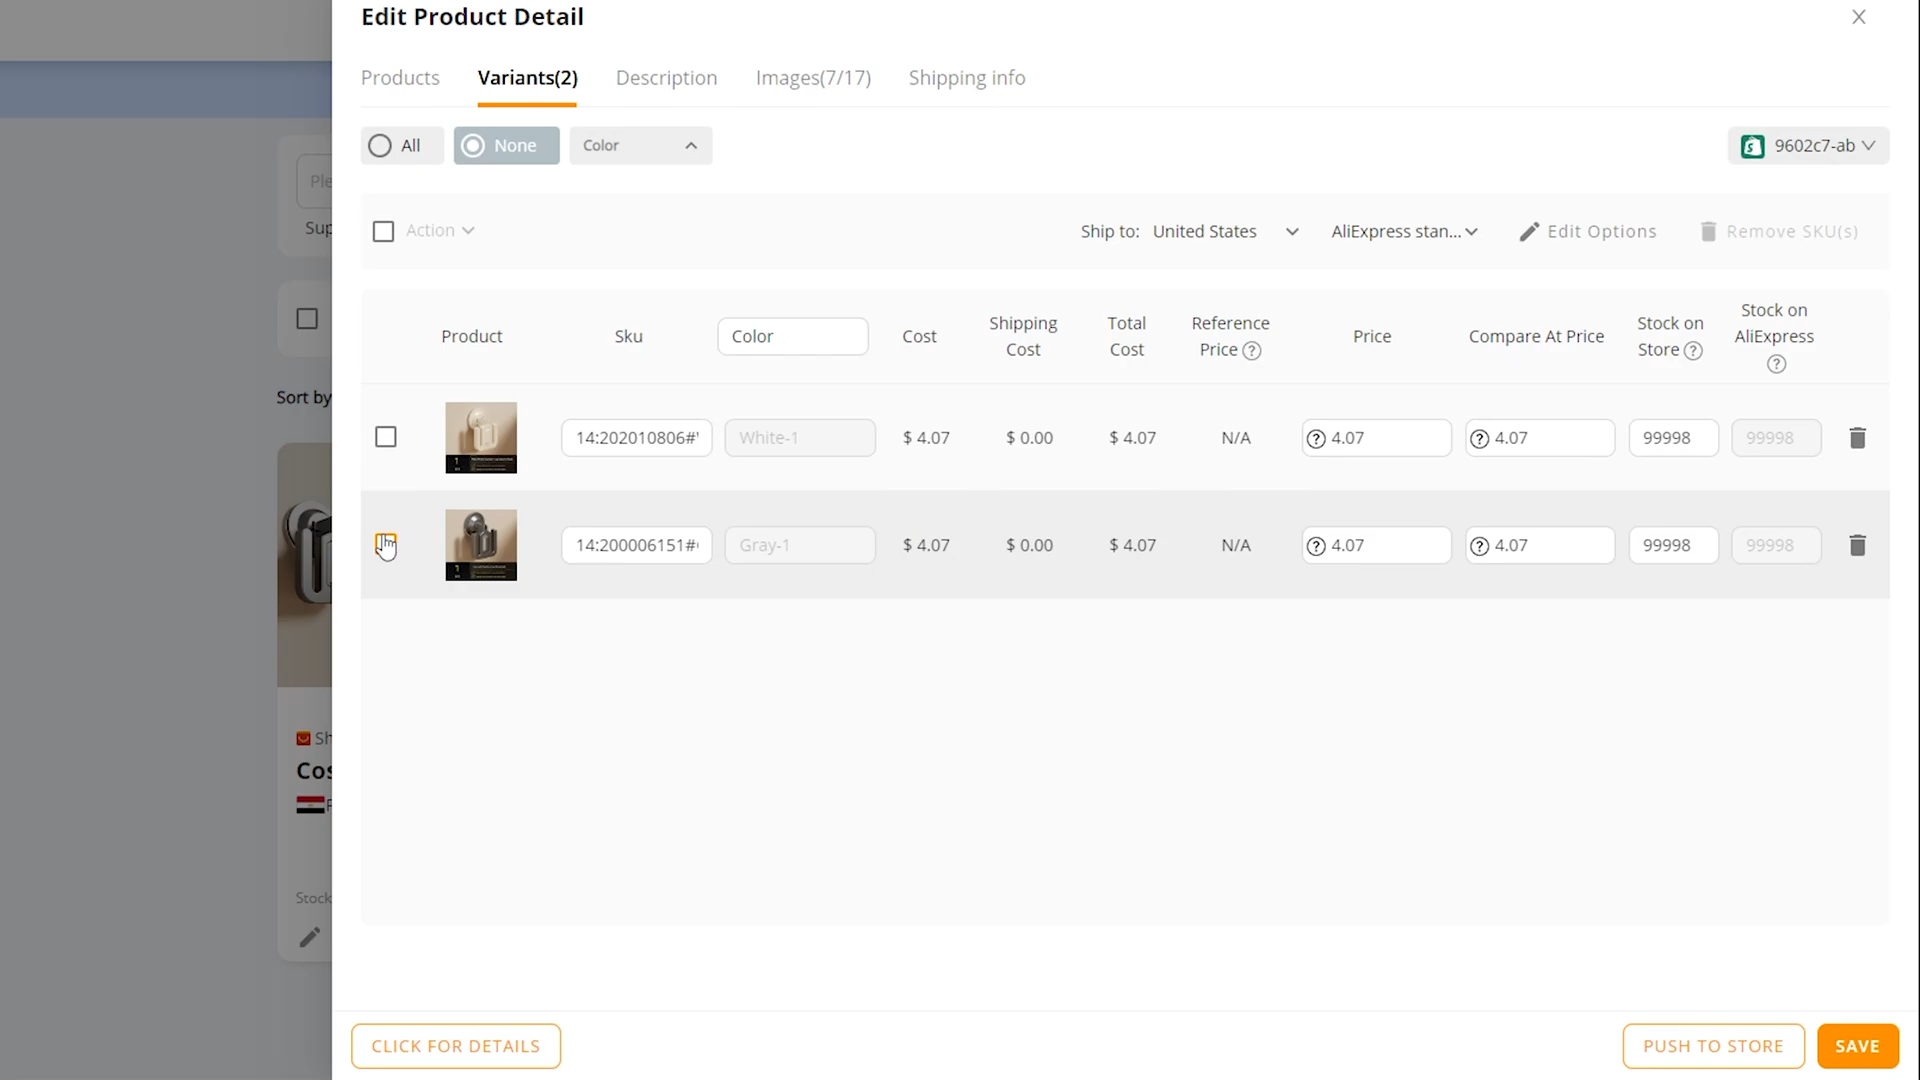 Edit Product Detail
Products Variants(2) Description Images(7/17) Shipping info
All None Color 9602c7-ab
Ple
Sup
Action Ship to: United States AliExpress stan... Edit Options Remove SKU(s)
Product Sku Color Cost Shipping Cost Total Cost Reference Price ? Price Compare At Price Stock on Store ? Stock on AliExpress ?
Sort by
14:202010806#' White-1 $ 4.07 $ 0.00 $ 4.07 N/A ? 4.07 ? 4.07 99998 99998
14:200006151# Gray-1 $ 4.07 $ 0.00 $ 4.07 N/A ? 4.07 ? 4.07 99998 99998
Sh
Cos
Stock
CLICK FOR DETAILS PUSH TO STORE SAVE